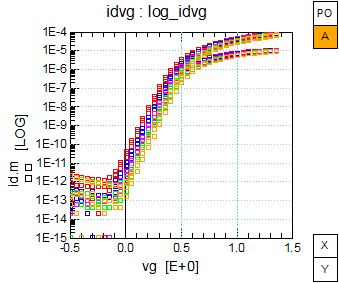 idvg : log_idvg
PO
A
1E-4
1E-5
1E-6
1E-7
1E-8
1E-9
1E-10
1E-11
1E-12
1E-13
1E-14
1E-15
id.m [LOG]
-0.5 0.0 0.5 1.0 1.5
vg [E+0]
X
Y